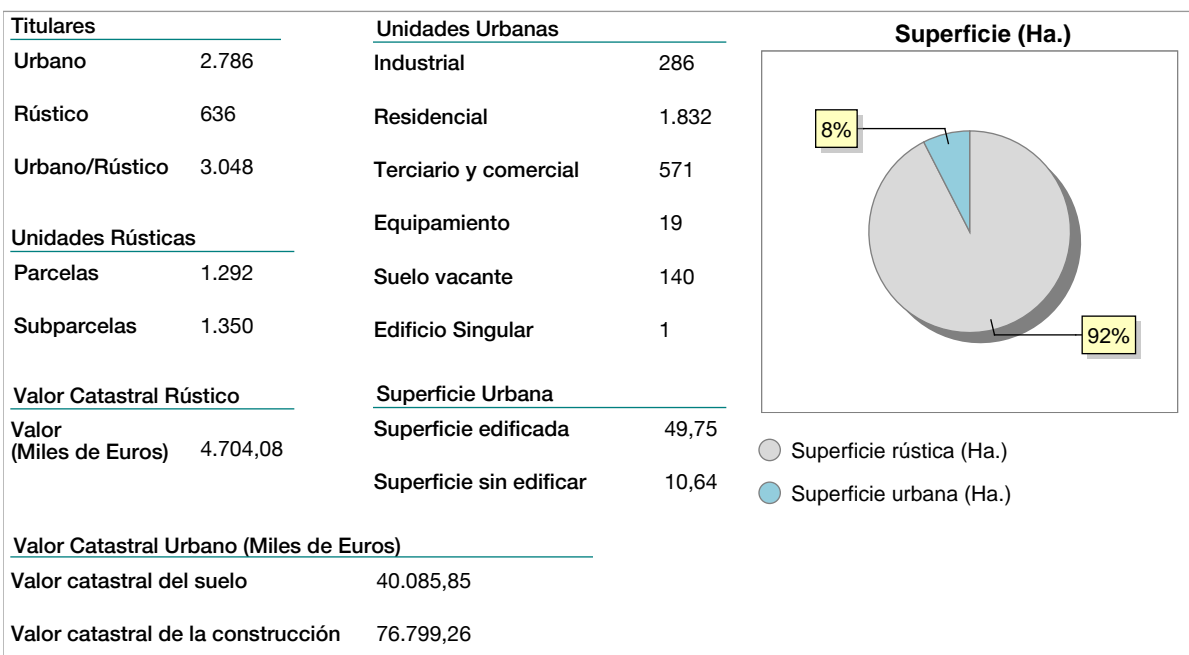 Titulares
Urbano 2.786
Rústico 636
Urbano/Rústico 3.048
Unidades Rústicas
Parcelas 1.292
Subparcelas 1.350
Valor Catastral Rústico
Valor
(Miles de Euros) 4.704,08
Unidades Urbanas
Industrial 286
Residencial 1.832
Terciario y comercial 571
Equipamiento 19
Suelo vacante 140
Edificio Singular 1
Superficie Urbana
Superficie edificada 49,75
Superficie sin edificar 10,64
Valor Catastral Urbano (Miles de Euros)
Valor catastral del suelo 40.085,85
Valor catastral de la construcción 76.799,26
Superficie (Ha.)
8%
92%
Superficie rústica (Ha.)
Superficie urbana (Ha.)